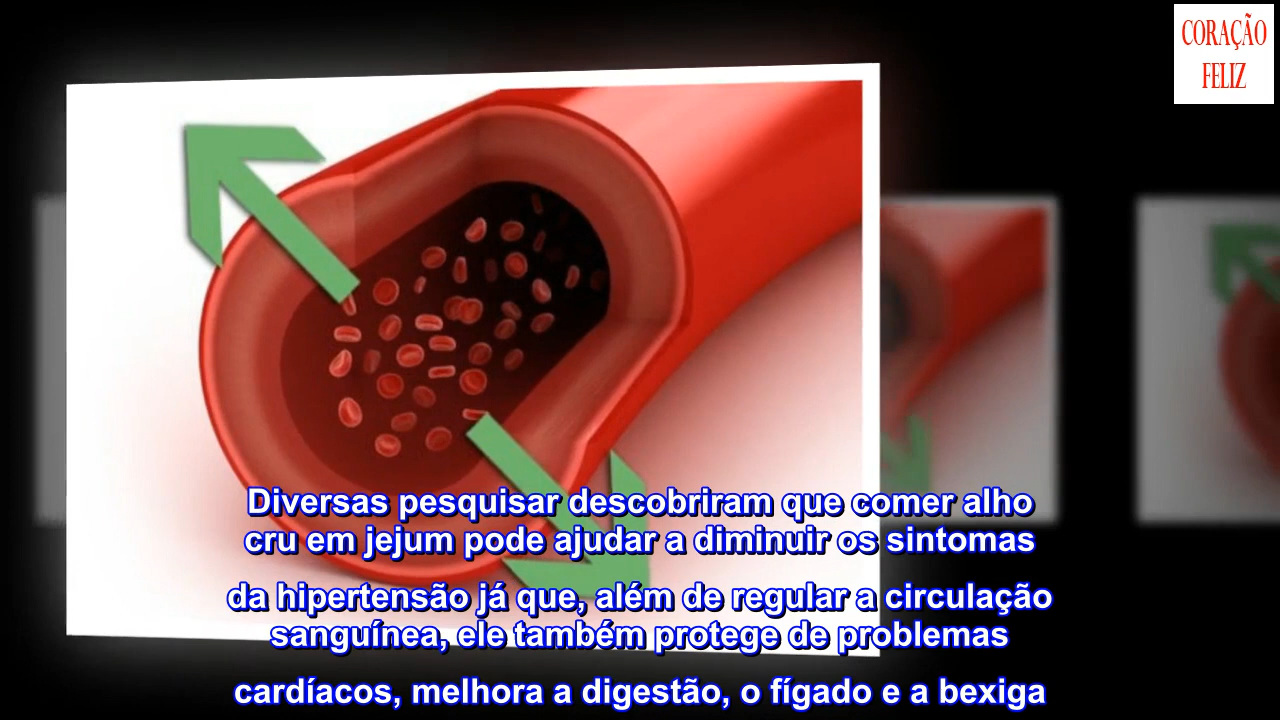 CORAÇÃO
FELIZ
Diversas pesquisar descobriram que comer alho
cru em jejum pode ajudar a diminuir os sintomas
da hipertensão já que, além de regular a circulação
sanguínea, ele também protege de problemas
cardíacos, melhora a digestão, o fígado e a bexiga